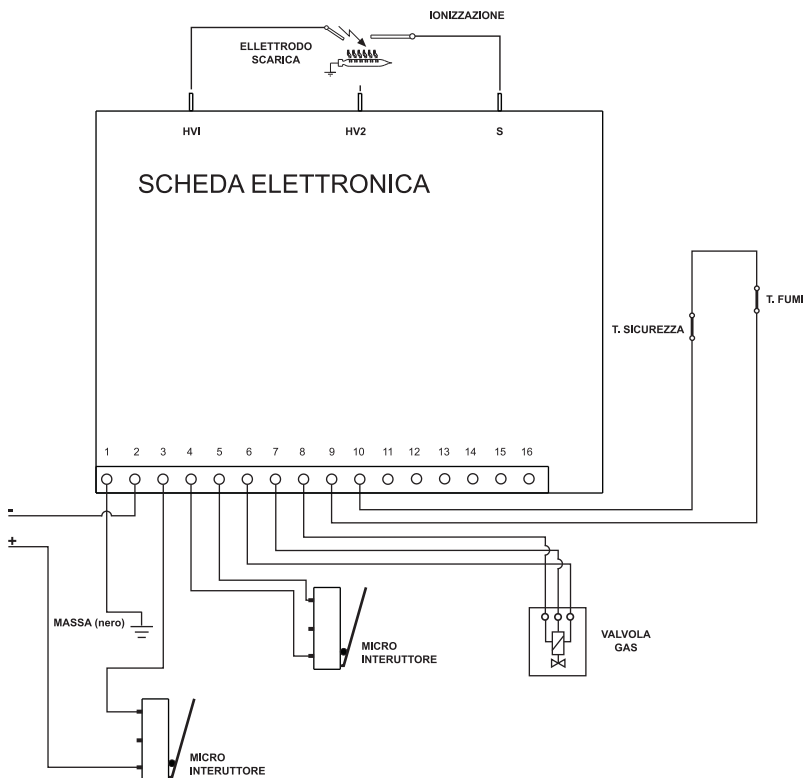 IONIZZAZIONE
ELLETTRODO
SCARICA
HVI
HV2
S
SCHEDA ELETTRONICA
T. FUMI
T. SICUREZZA
1 2 3 4 5 6 7 8 9 10 11 12 13 14 15 16
-
+
MASSA (nero)
MICRO
INTERUTTORE
VALVOLA
GAS
MICRO
INTERUTTORE